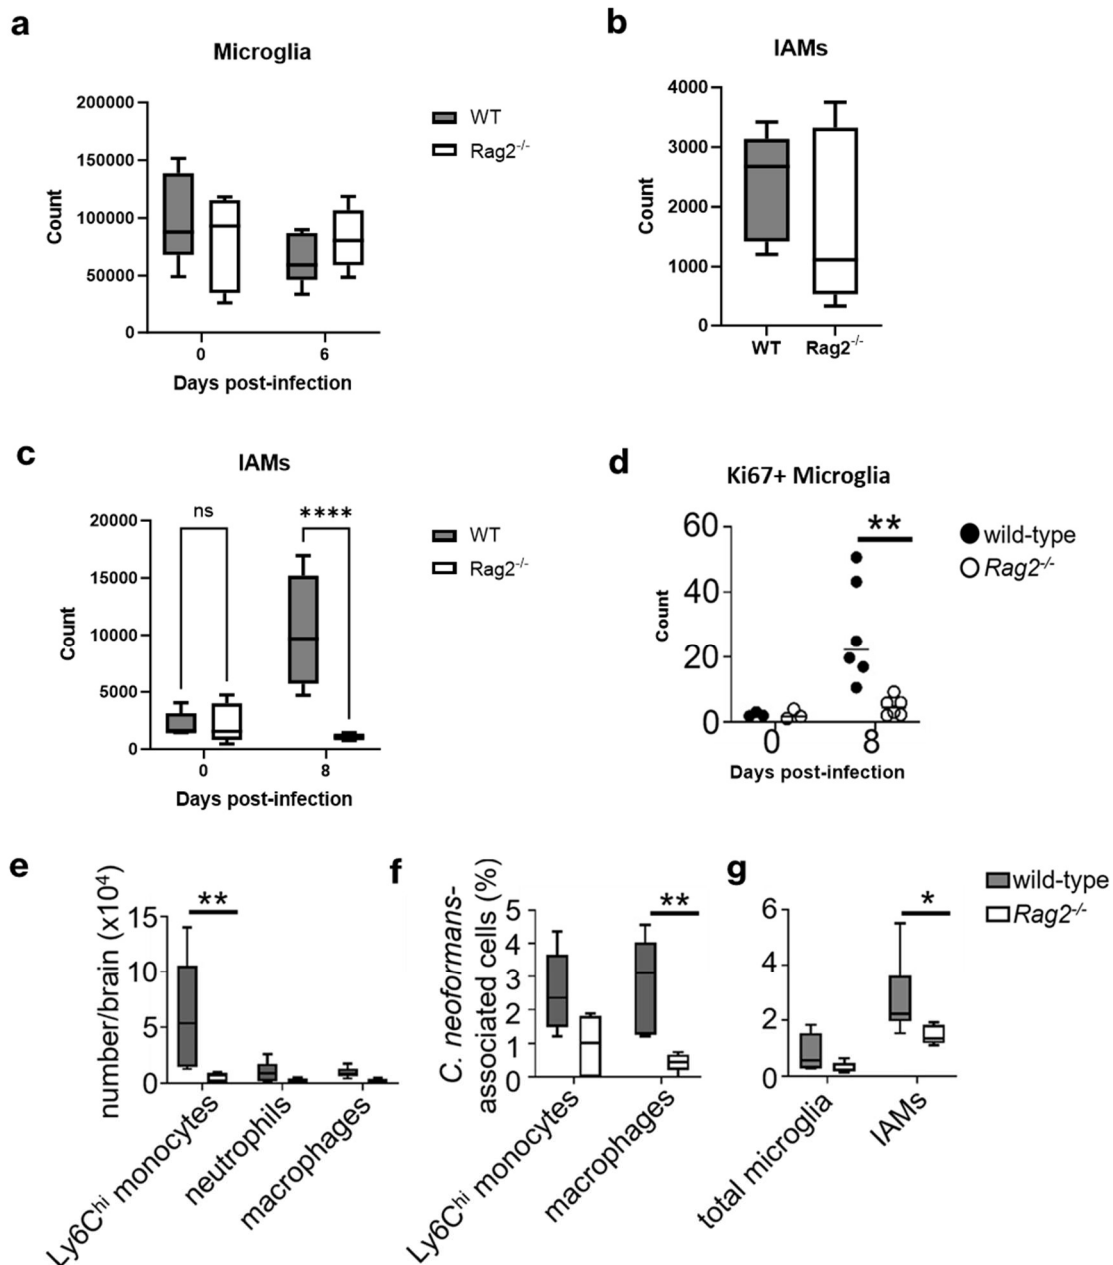 a
Microglia
200000
150000
100000
50000
0
Count
0
6
Days post-infection
WT
Rag2-/-
b
IAMs
4000
3000
2000
1000
0
Count
WT
Rag2-/-
c
IAMs
ns
****
20000
15000
10000
5000
0
Count
0
8
Days post-infection
WT
Rag2-/-
d
Ki67+ Microglia
**
60
40
20
0
Count
0
8
Days post-infection
wild-type
Rag2-/-
e
number/brain (x10⁴)
**
15
10
5
0
Ly6Chi monocytes
neutrophils
macrophages
f
C. neoformans-
associated cells (%)
**
5
4
3
2
1
0
Ly6Chi monocytes
macrophages
g
*
6
4
2
0
total microglia
IAMs
wild-type
Rag2-/-